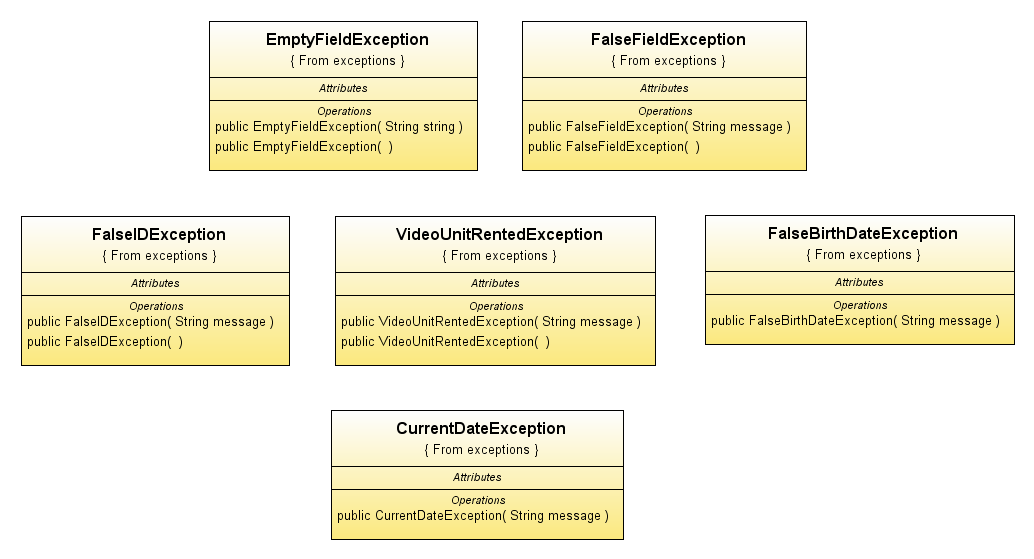 EmptyFieldException
{ From exceptions }
Attributes
Operations
public EmptyFieldException( String string )
public EmptyFieldException(  )
FalseFieldException
{ From exceptions }
Attributes
Operations
public FalseFieldException( String message )
public FalseFieldException(  )
FalseIDException
{ From exceptions }
Attributes
Operations
public FalseIDException( String message )
public FalseIDException(  )
VideoUnitRentedException
{ From exceptions }
Attributes
Operations
public VideoUnitRentedException( String message )
public VideoUnitRentedException(  )
FalseBirthDateException
{ From exceptions }
Attributes
Operations
public FalseBirthDateException( String message )
CurrentDateException
{ From exceptions }
Attributes
Operations
public CurrentDateException( String message )